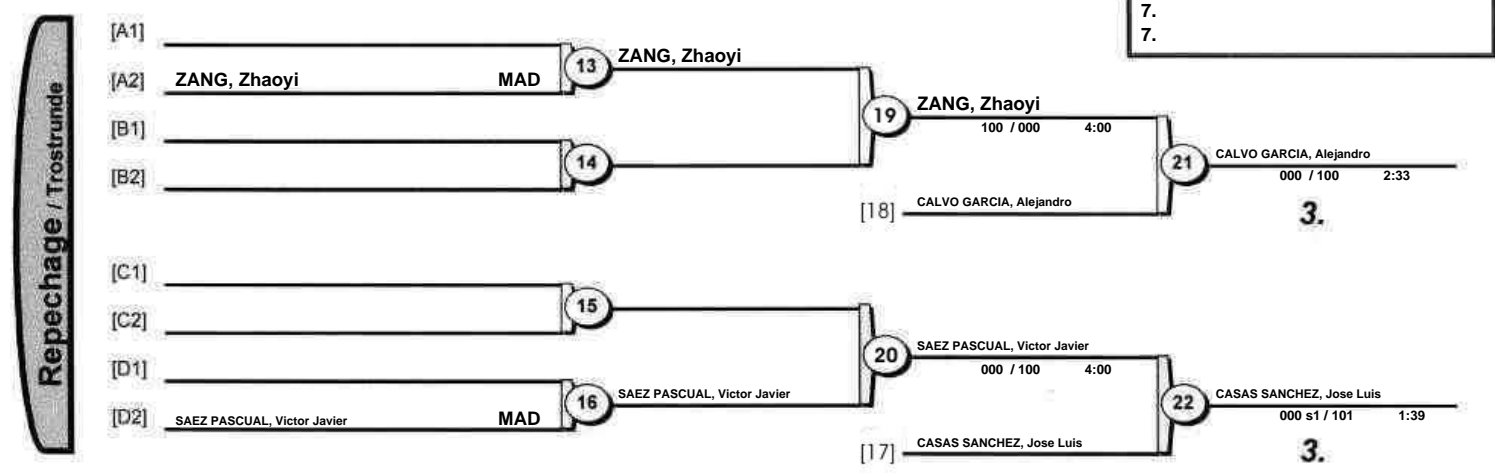 7.
7.
Repechage / Trostrunde
[A1]
[A2] ZANG, Zhaoyi MAD
13 ZANG, Zhaoyi
[B1]
[B2]
14
19 ZANG, Zhaoyi
100 / 000 4:00
[18] CALVO GARCIA, Alejandro
21 CALVO GARCIA, Alejandro
000 / 100 2:33
3.
[C1]
[C2]
15
[D1]
[D2] SAEZ PASCUAL, Victor Javier MAD
16 SAEZ PASCUAL, Victor Javier
20 SAEZ PASCUAL, Victor Javier
000 / 100 4:00
[17] CASAS SANCHEZ, Jose Luis
22 CASAS SANCHEZ, Jose Luis
000 s1 / 101 1:39
3.